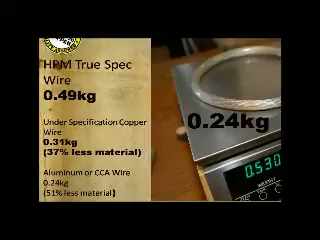 HPM True Spec
Wire
0.49kg
Under Specification Copper
Wire
0.31kg
(37% less material)
Aluminum or CCA Wire
0.24kg
(51% less material)
0.24kg
0.530